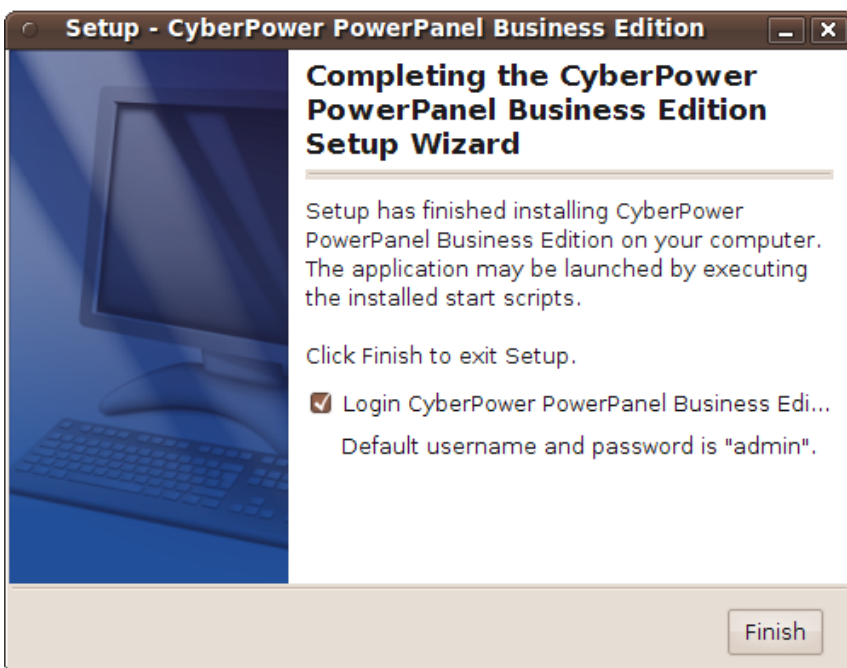 Setup - CyberPower PowerPanel Business Edition
Completing the CyberPower
PowerPanel Business Edition
Setup Wizard
Setup has finished installing CyberPower
PowerPanel Business Edition on your computer.
The application may be launched by executing
the installed start scripts.
Click Finish to exit Setup.
Login CyberPower PowerPanel Business Edi...
Default username and password is "admin".
Finish